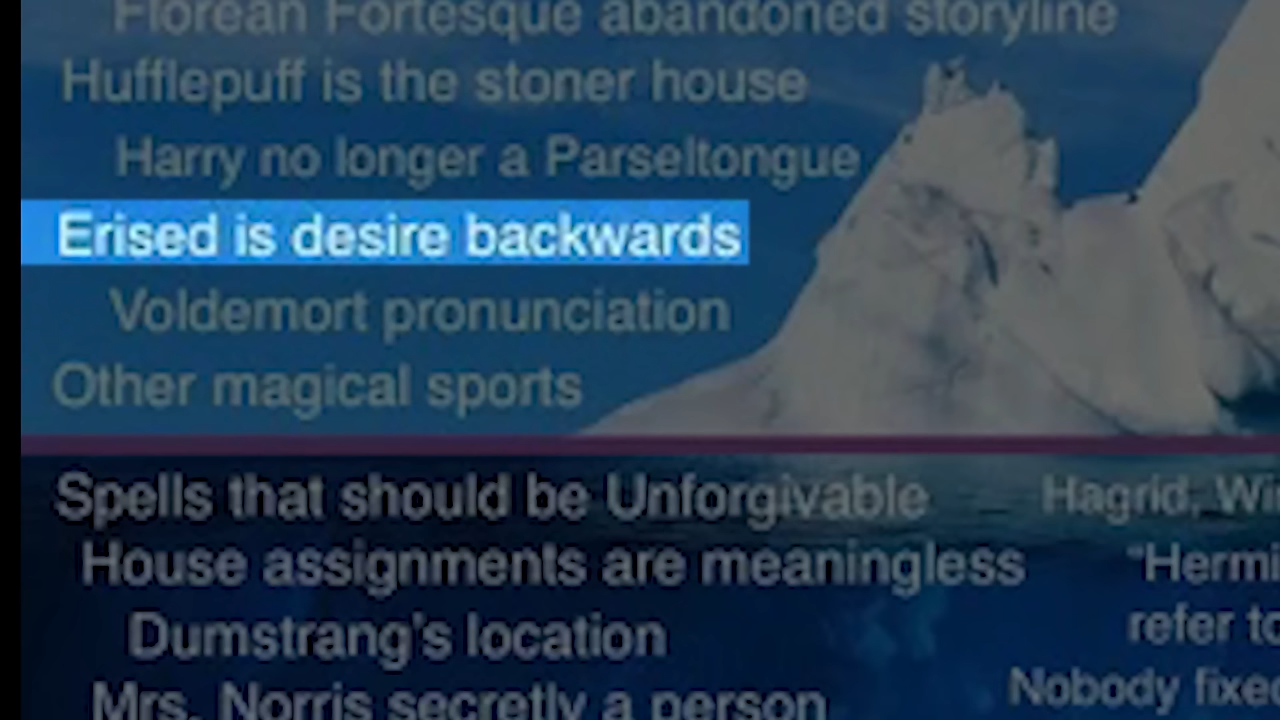 Florean Fortesque abandoned storyline
Hufflepuff is the stoner house
Harry no longer a Parseltongue
Erised is desire backwards
Voldemort pronunciation
Other magical sports
Spells that should be Unforgivable
Hagrid, Wi
House assignments are meaningless
"Hermi
Dumstrang's location
refer to
Mrs. Norris secretly a person
Nobody fixed